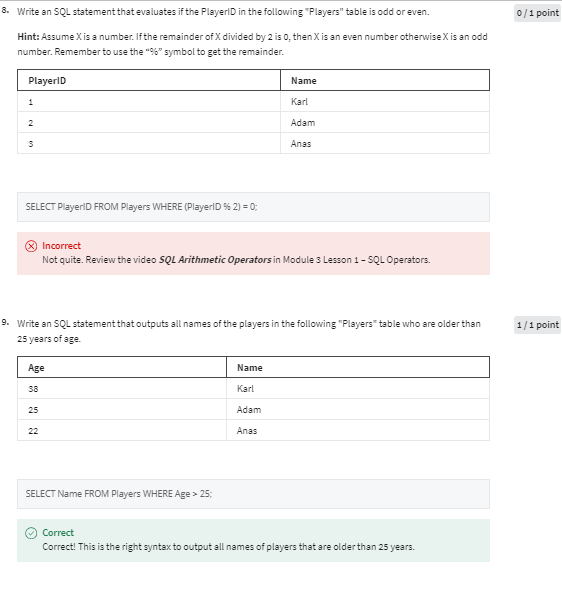 8. Write an SQL statement that evaluates if the PlayerID in the following "Players" table is odd or even.
0 / 1 point
Hint: Assume X is a number. If the remainder of X divided by 2 is 0, then X is an even number otherwise X is an odd
number. Remember to use the “%” symbol to get the remainder.
PlayerID Name
1 Karl
2 Adam
3 Anas
SELECT PlayerID FROM Players WHERE (PlayerID % 2) = 0;
Incorrect
Not quite. Review the video SQL Arithmetic Operators in Module 3 Lesson 1 – SQL Operators.
9. Write an SQL statement that outputs all names of the players in the following "Players" table who are older than
1 / 1 point
25 years of age.
Age Name
38 Karl
25 Adam
22 Anas
SELECT Name FROM Players WHERE Age > 25;
Correct
Correct! This is the right syntax to output all names of players that are older than 25 years.